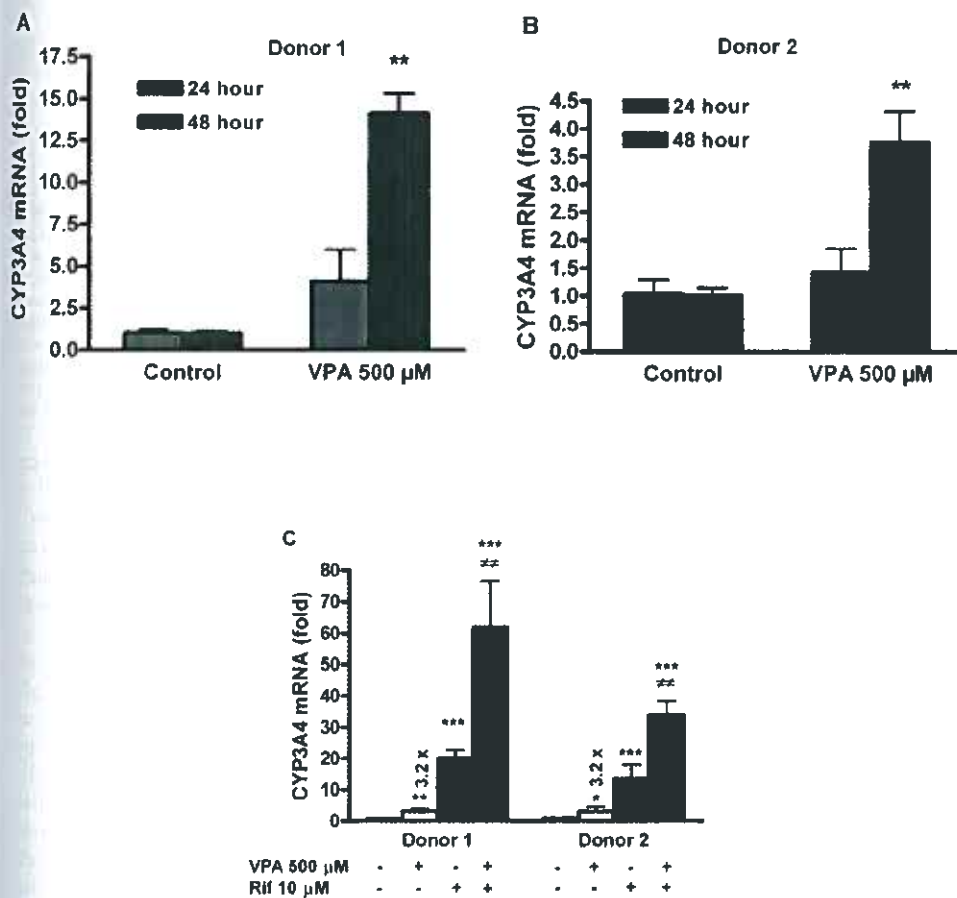 A
Donor 1
CYP3A4 mRNA (fold)
17.5
15.0
12.5
10.0
7.5
5.0
2.5
0.0
24 hour
48 hour
**
Control
VPA 500 µM
B
Donor 2
CYP3A4 mRNA (fold)
4.5
4.0
3.5
3.0
2.5
2.0
1.5
1.0
0.5
0.0
24 hour
48 hour
**
Control
VPA 500 µM
C
CYP3A4 mRNA (fold)
80
70
60
50
40
30
20
10
0
3.2 x
***
***
≠≠
* 3.2 x
***
***
≠≠
Donor 1
Donor 2
VPA 500 µM - + - + - + - +
Rif 10 µM - - + + - - + +